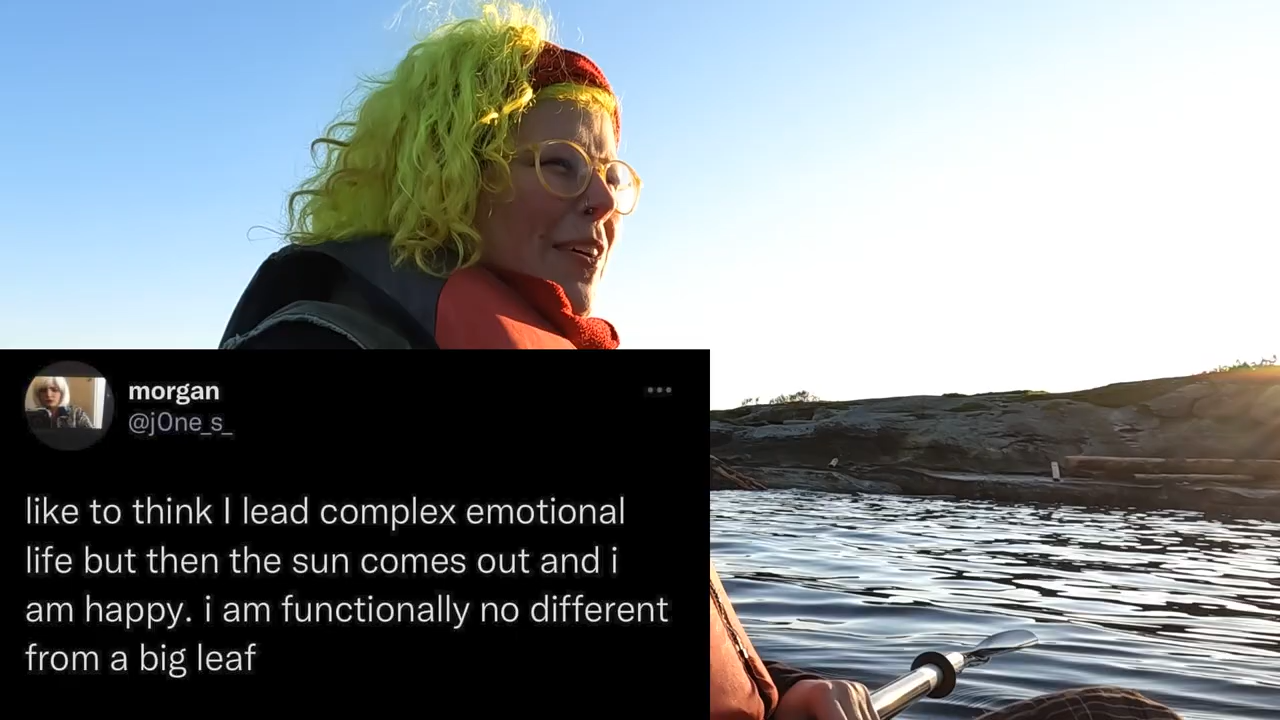 morgan
@j0ne_s_
like to think I lead complex emotional
life but then the sun comes out and i
am happy. i am functionally no different
from a big leaf